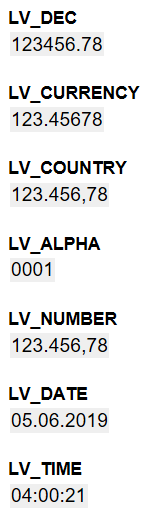 LV_DEC
123456.78
LV_CURRENCY
123.45678
LV_COUNTRY
123.456,78
LV_ALPHA
0001
LV_NUMBER
123.456,78
LV_DATE
05.06.2019
LV_TIME
04:00:21